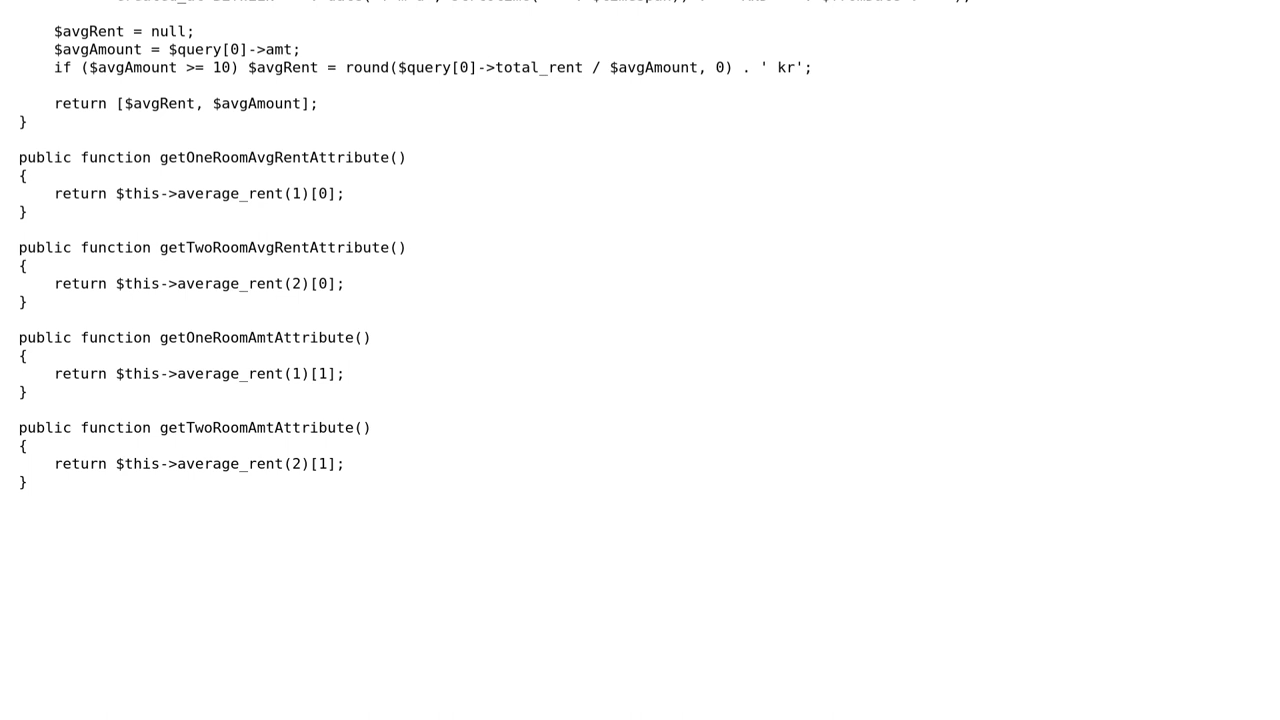 $avgRent = null;
$avgAmount = $query[0]->amt;
if ($avgAmount >= 10) $avgRent = round($query[0]->total_rent / $avgAmount, 0) . ' kr';
return [$avgRent, $avgAmount];
}
public function getOneRoomAvgRentAttribute()
{
return $this->average_rent(1)[0];
}
public function getTwoRoomAvgRentAttribute()
{
return $this->average_rent(2)[0];
}
public function getOneRoomAmtAttribute()
{
return $this->average_rent(1)[1];
}
public function getTwoRoomAmtAttribute()
{
return $this->average_rent(2)[1];
}